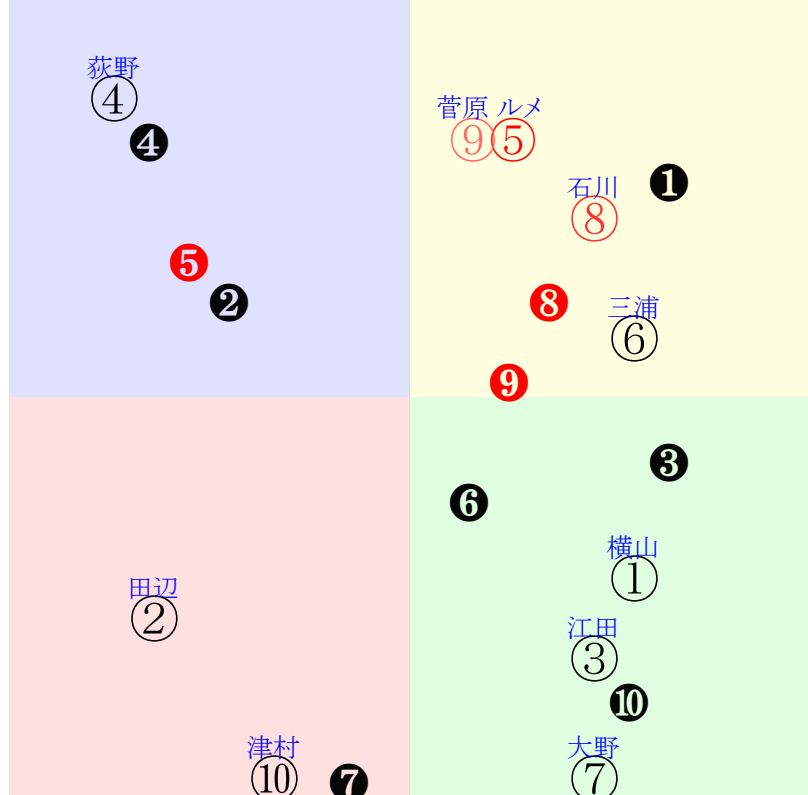 荻野
④
❹
菅原 ルメ
⑨⑤
❶
石川
⑧
❺
❷
❽
三浦
⑥
❾
❸
❻
横山
①
田辺
②
江田
③
❿
津村
⑩
❼
大野
⑦